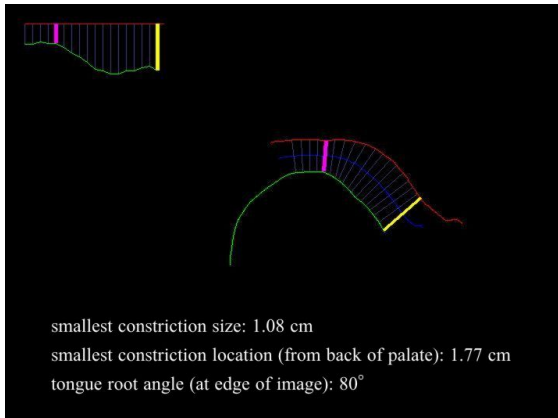 smallest constriction size: 1.08 cm
smallest constriction location (from back of palate): 1.77 cm
tongue root angle (at edge of image): 80°